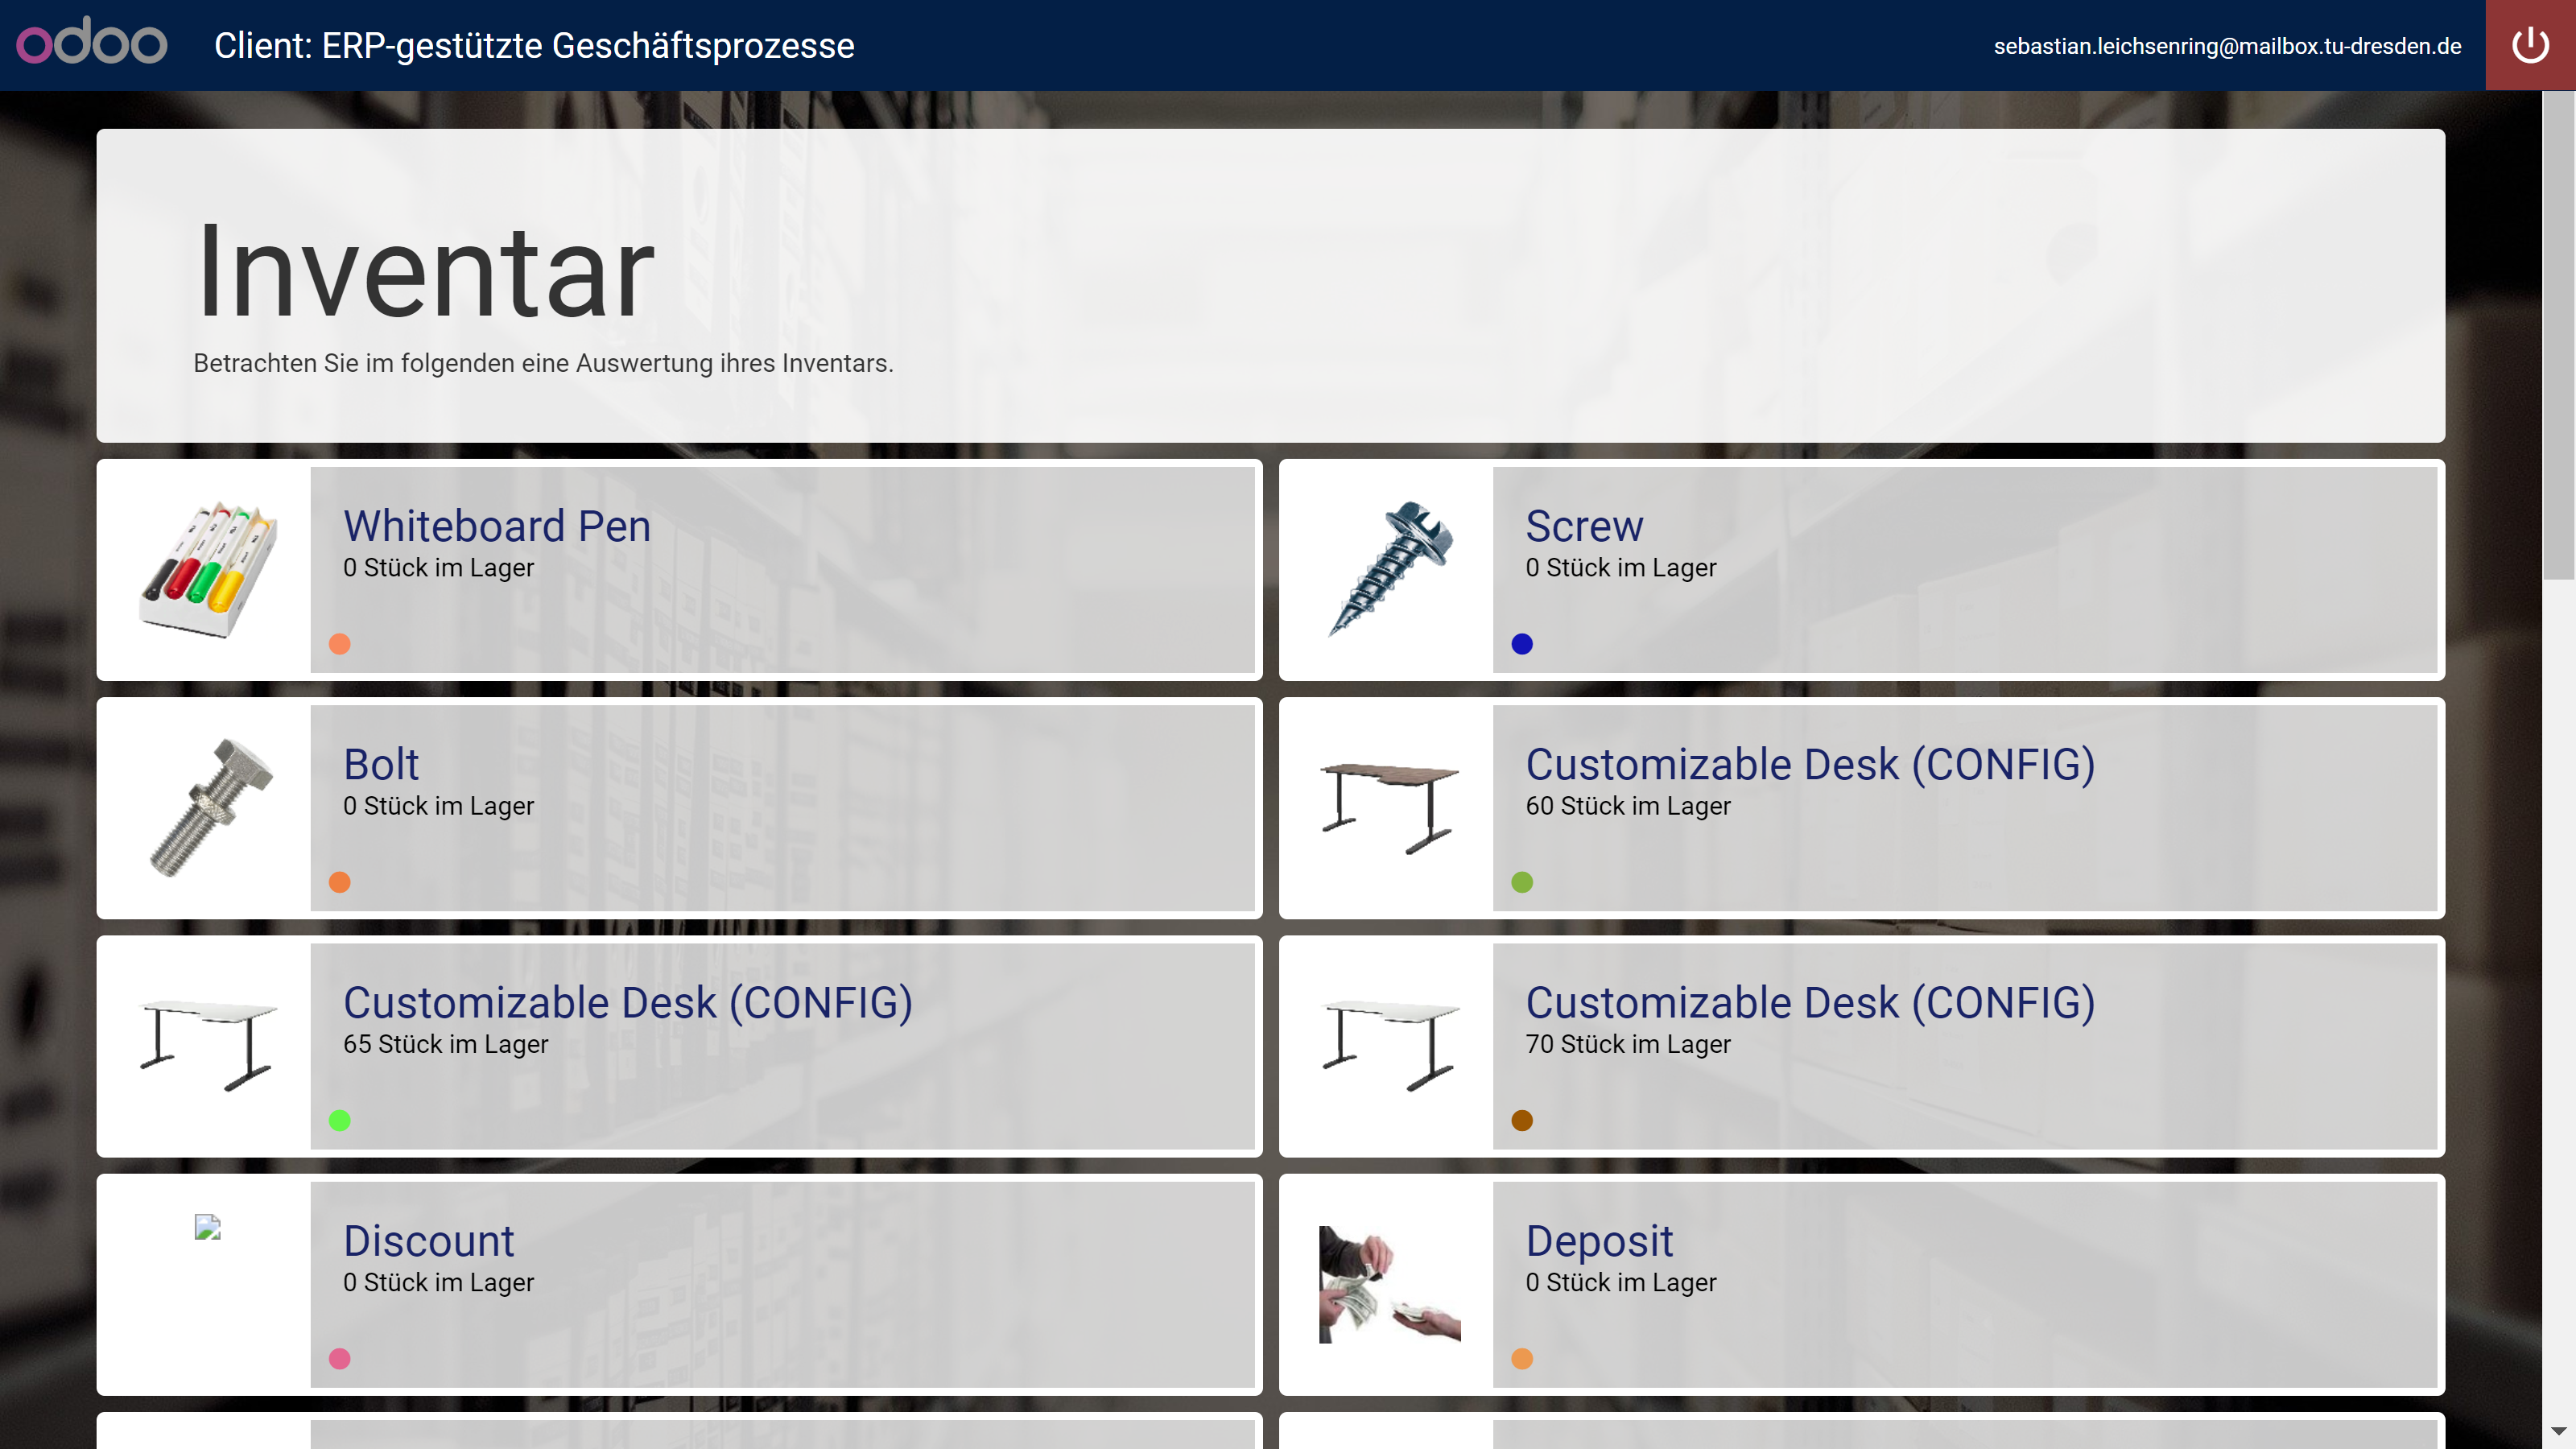 odoo
Client: ERP-gestützte Geschäftsprozesse
sebastian.leichsenring@mailbox.tu-dresden.de
Inventar
Betrachten Sie im folgenden eine Auswertung ihres Inventars.
Whiteboard Pen
0 Stück im Lager
Screw
0 Stück im Lager
Bolt
0 Stück im Lager
Customizable Desk (CONFIG)
60 Stück im Lager
Customizable Desk (CONFIG)
65 Stück im Lager
Customizable Desk (CONFIG)
70 Stück im Lager
Discount
0 Stück im Lager
Deposit
0 Stück im Lager